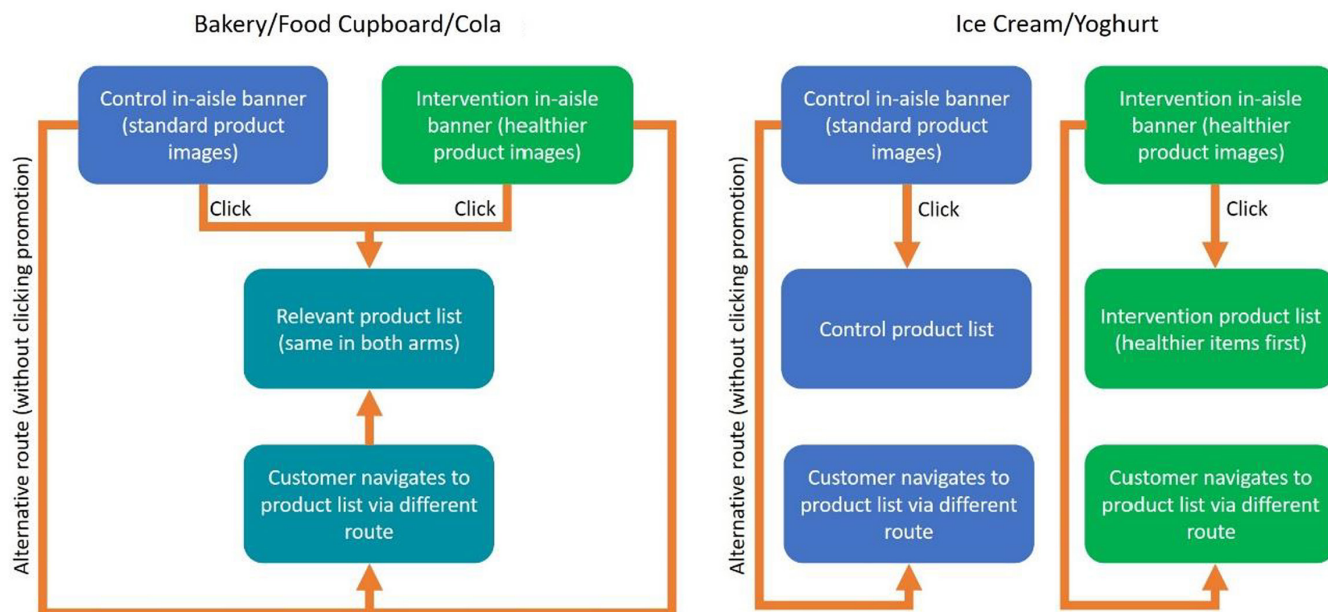 Bakery/Food Cupboard/Cola
Control in-aisle banner
(standard product
images)
Intervention in-aisle
banner (healthier
product images)
Click
Click
Relevant product list
(same in both arms)
Customer navigates to
product list via different
route
Alternative route (without clicking promotion)
Ice Cream/Yoghurt
Control in-aisle banner
(standard product
images)
Intervention in-aisle
banner (healthier
product images)
Click
Click
Control product list
Intervention product list
(healthier items first)
Customer navigates to
product list via different
route
Customer navigates to
product list via different
route
Alternative route (without clicking promotion)